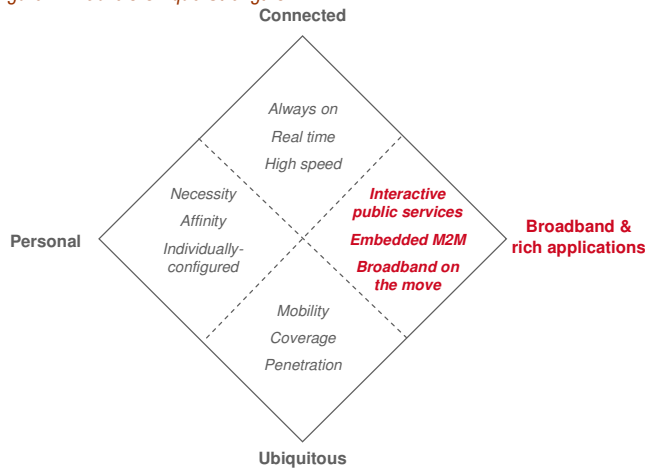 Connected
Always on
Real time
High speed
Necessity
Affinity
Individually-
configured
Interactive
public services
Embedded M2M
Broadband on
the move
Personal
Broadband &
rich applications
Mobility
Coverage
Penetration
Ubiquitous